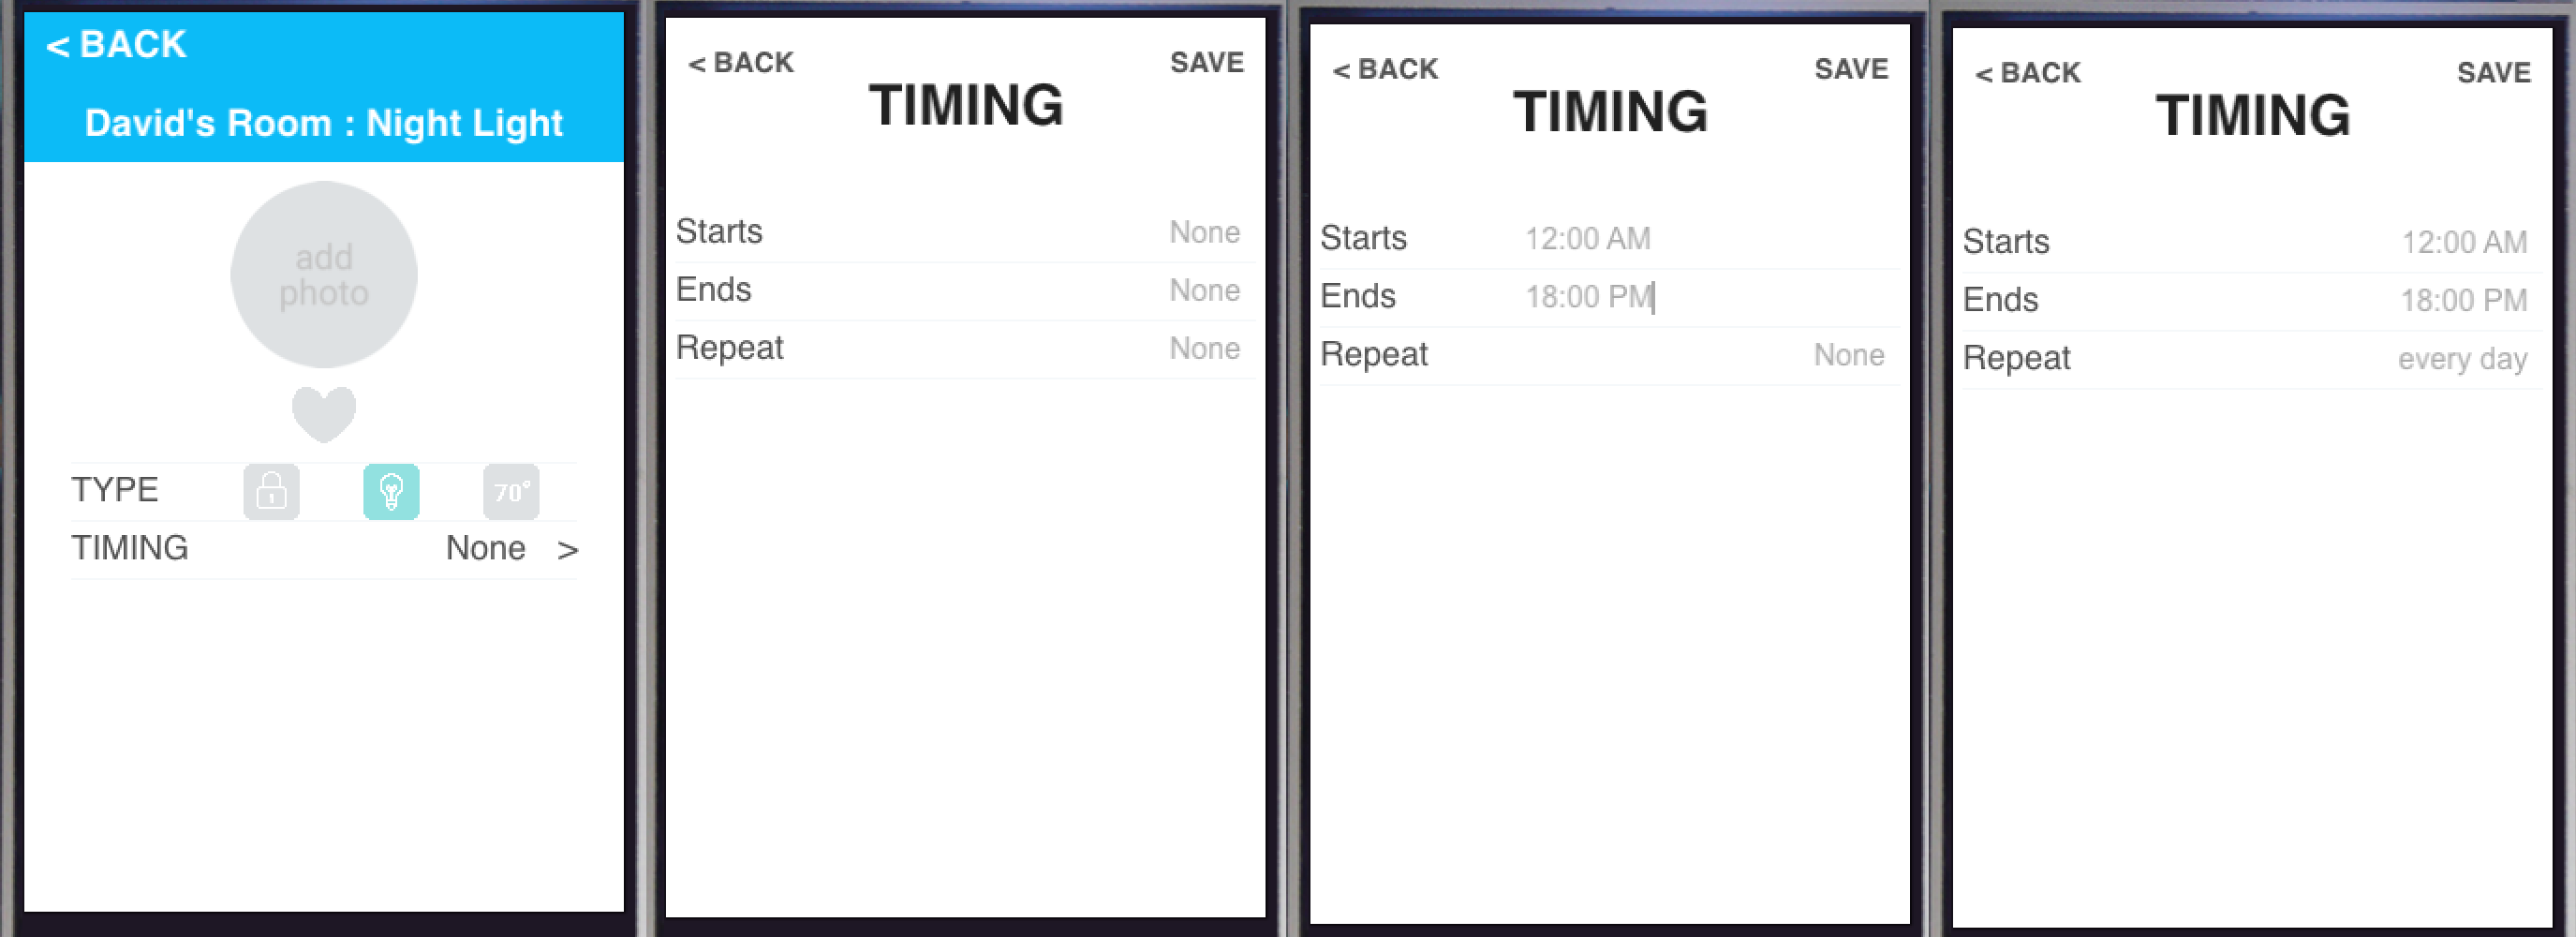 < BACK
David's Room : Night Light
add
photo
TYPE 70°
TIMING None >
< BACK SAVE
TIMING
Starts None
Ends None
Repeat None
< BACK SAVE
TIMING
Starts 12:00 AM
Ends 18:00 PM
Repeat None
< BACK SAVE
TIMING
Starts 12:00 AM
Ends 18:00 PM
Repeat every day